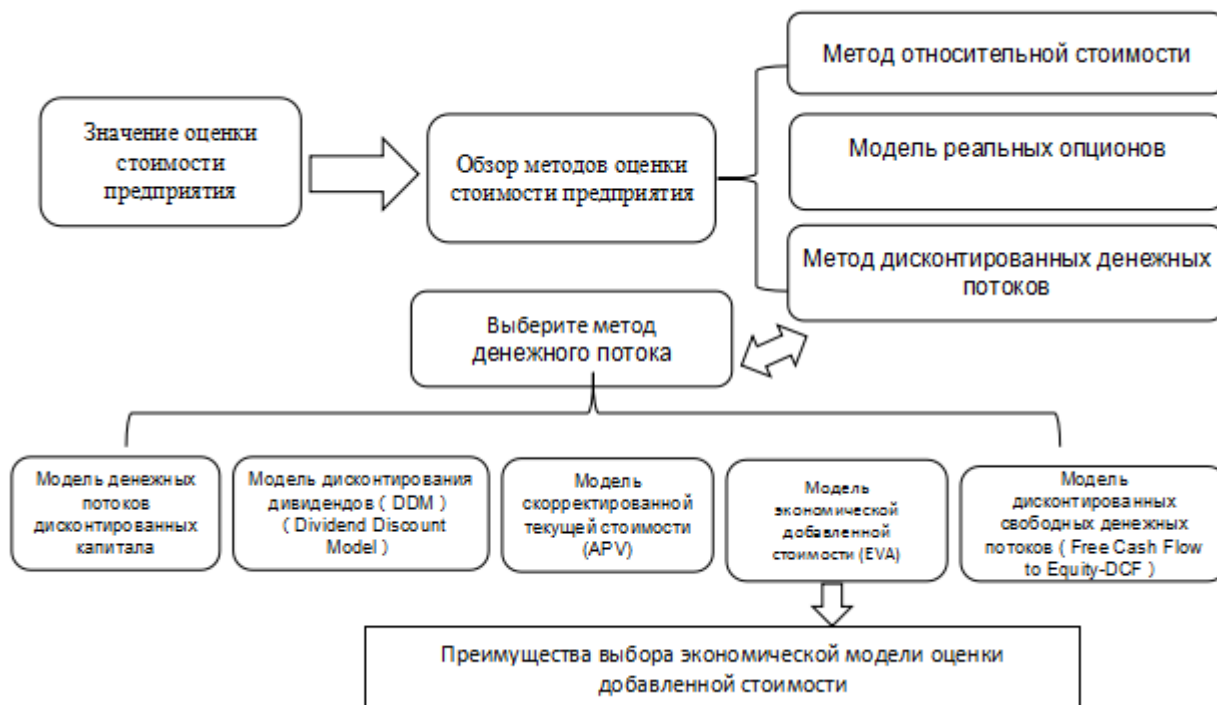 Метод относительной стоимости
Значение оценки
стоимости
предприятия
Обзор методов оценки
стоимости предприятия
Модель реальных опционов
Метод дисконтированных денежных
потоков
Выберите метод
денежного потока
Модель денежных
потоков
дисконтированных
капитала
Модель дисконтирования
дивидендов ( DDM )
( Dividend Discount
Model )
Модель
скорректированной
текущей стоимости
(APV)
Модель
экономической
добавленной
стоимости (EVA)
Модель
дисконтированных
свободных денежных
потоков ( Free Cash Flow
to Equity-DCF )
Преимущества выбора экономической модели оценки
добавленной стоимости